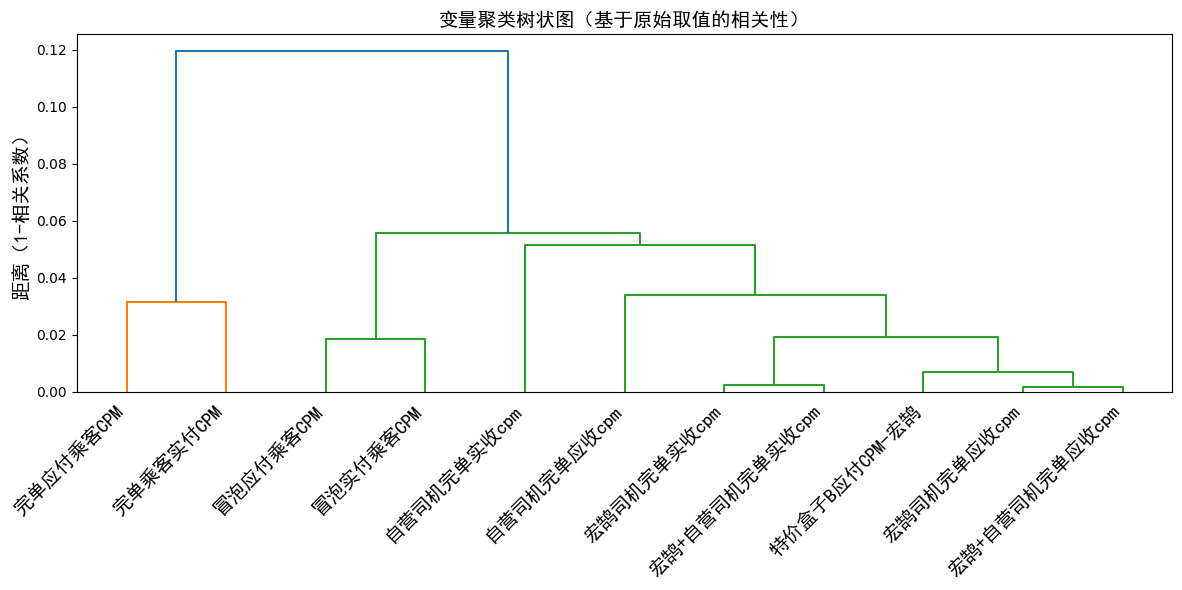 变量聚类树状图（基于原始取值的相关性）
距离（1-相关系数）
0.12
0.10
0.08
0.06
0.04
0.02
0.00
完单应付乘客CPM
完单乘客实付CPM
冒泡应付乘客CPM
冒泡实付乘客CPM
自营司机完单实收cpm
自营司机完单应收cpm
宏鹄司机完单实收cpm
宏鹄+自营司机完单实收cpm
特价盒子B应付CPM-宏鹄
宏鹄司机完单应收cpm
宏鹄+自营司机完单应收cpm